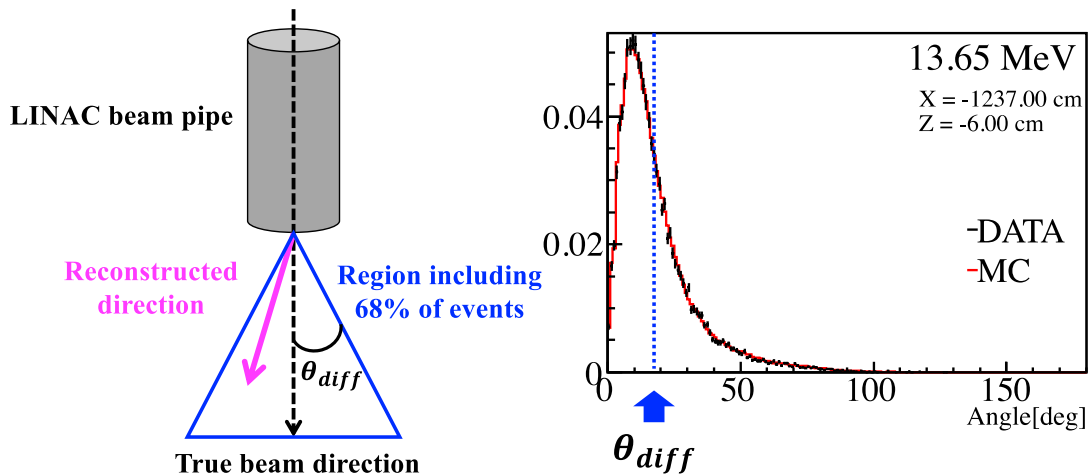 LINAC beam pipe
Reconstructed
direction
Region including
68% of events
θdiff
True beam direction
13.65 MeV
X = -1237.00 cm
Z = -6.00 cm
0.04
0.02
0
-DATA
-MC
0 50 100 150
Angle[deg]
θdiff